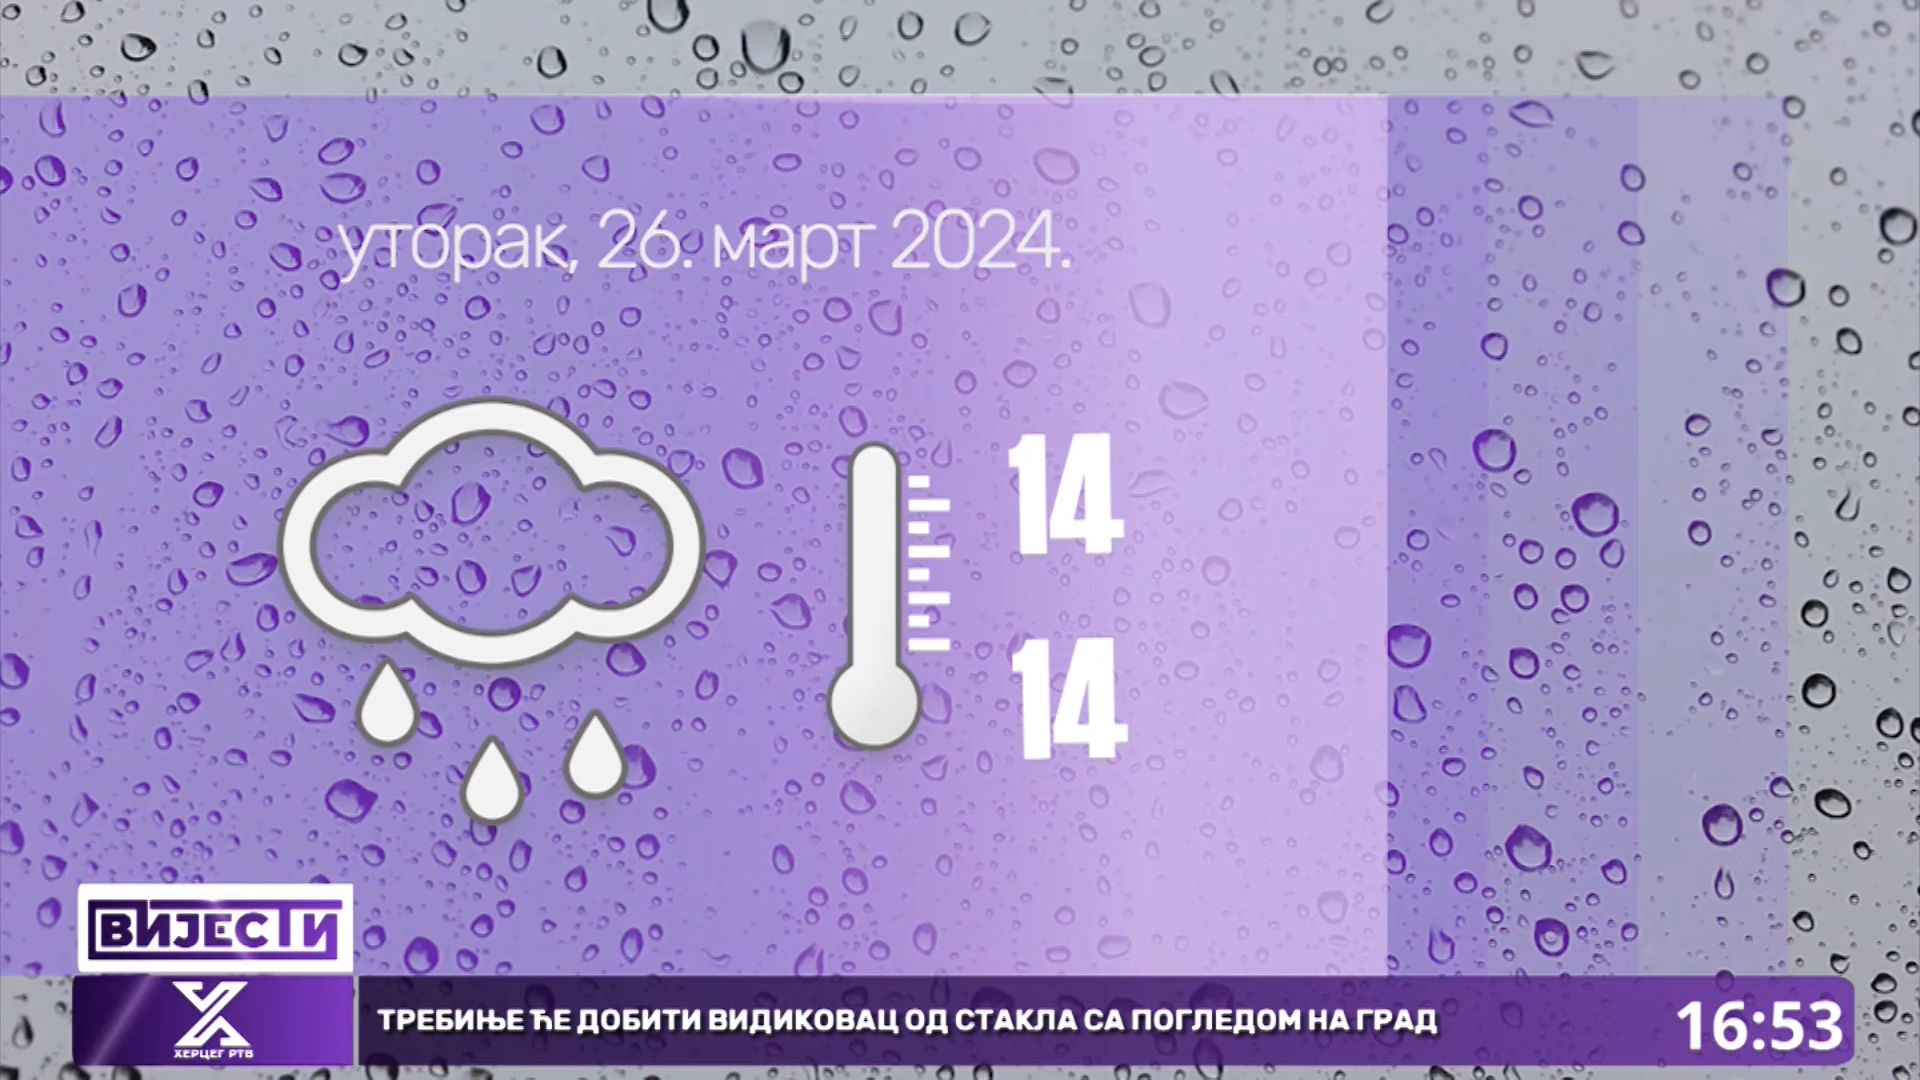 уторак, 26. март 2024.
14
14
ВИЈЕСТИ
ХЕРЦЕГ РТВ
ТРЕБИЊЕ ЋЕ ДОБИТИ ВИДИКОВАЦ ОД СТАКЛА СА ПОГЛЕДОМ НА ГРАД
16:53